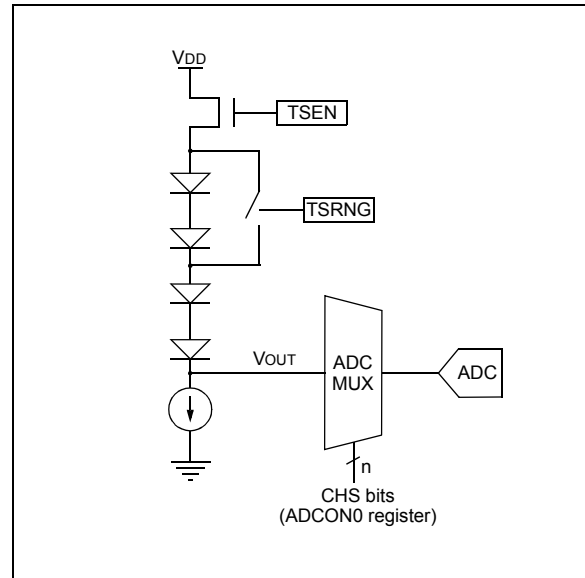 VDD
TSEN
TSRNG
VOUT
ADC
MUX
ADC
n
CHS bits
(ADCON0 register)